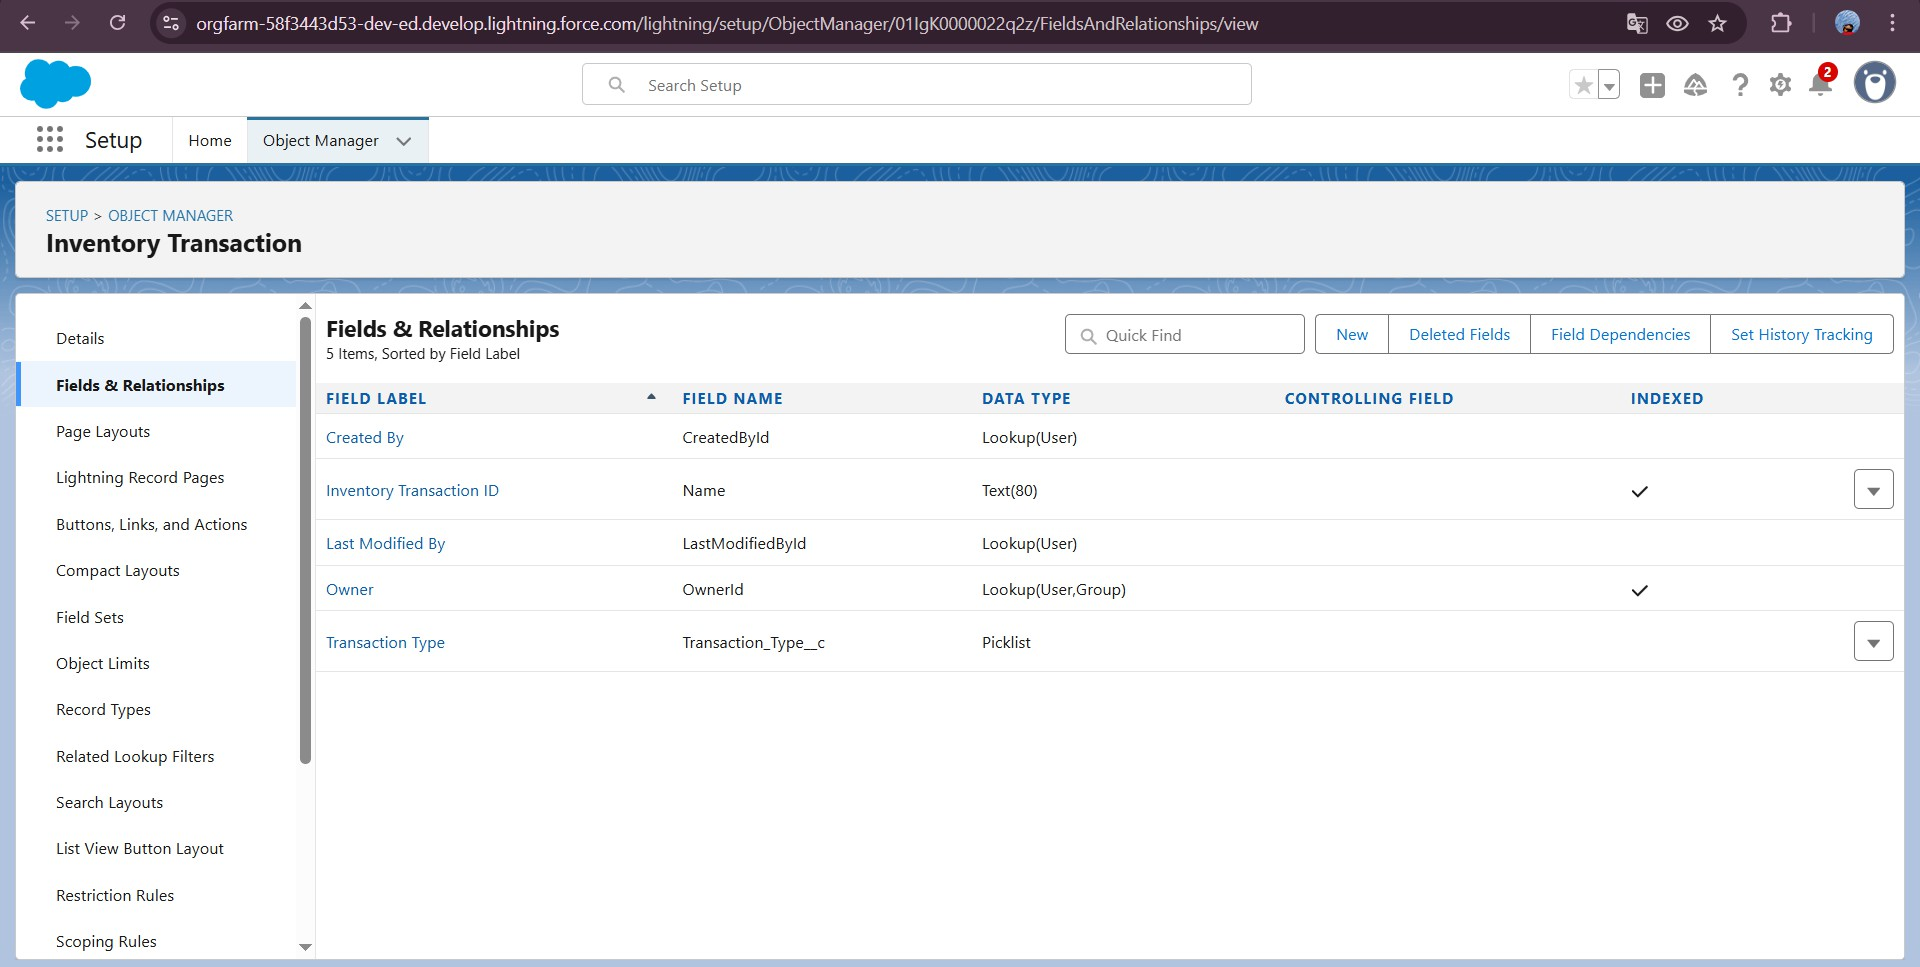 orgfarm-58f3443d53-dev-ed.develop.lightning.force.com/lightning/setup/ObjectManager/01IgK0000022q2z/FieldsAndRelationships/view
Search Setup
2
Setup
Home
Object Manager
SETUP > OBJECT MANAGER
Inventory Transaction
Details
Fields & Relationships
Page Layouts
Lightning Record Pages
Buttons, Links, and Actions
Compact Layouts
Field Sets
Object Limits
Record Types
Related Lookup Filters
Search Layouts
List View Button Layout
Restriction Rules
Scoping Rules
Fields & Relationships
5 Items, Sorted by Field Label
Quick Find
New
Deleted Fields
Field Dependencies
Set History Tracking
FIELD LABEL FIELD NAME DATA TYPE CONTROLLING FIELD INDEXED
Created By CreatedById Lookup(User)
Inventory Transaction ID Name Text(80)
Last Modified By LastModifiedById Lookup(User)
Owner OwnerId Lookup(User,Group)
Transaction Type Transaction_Type__c Picklist